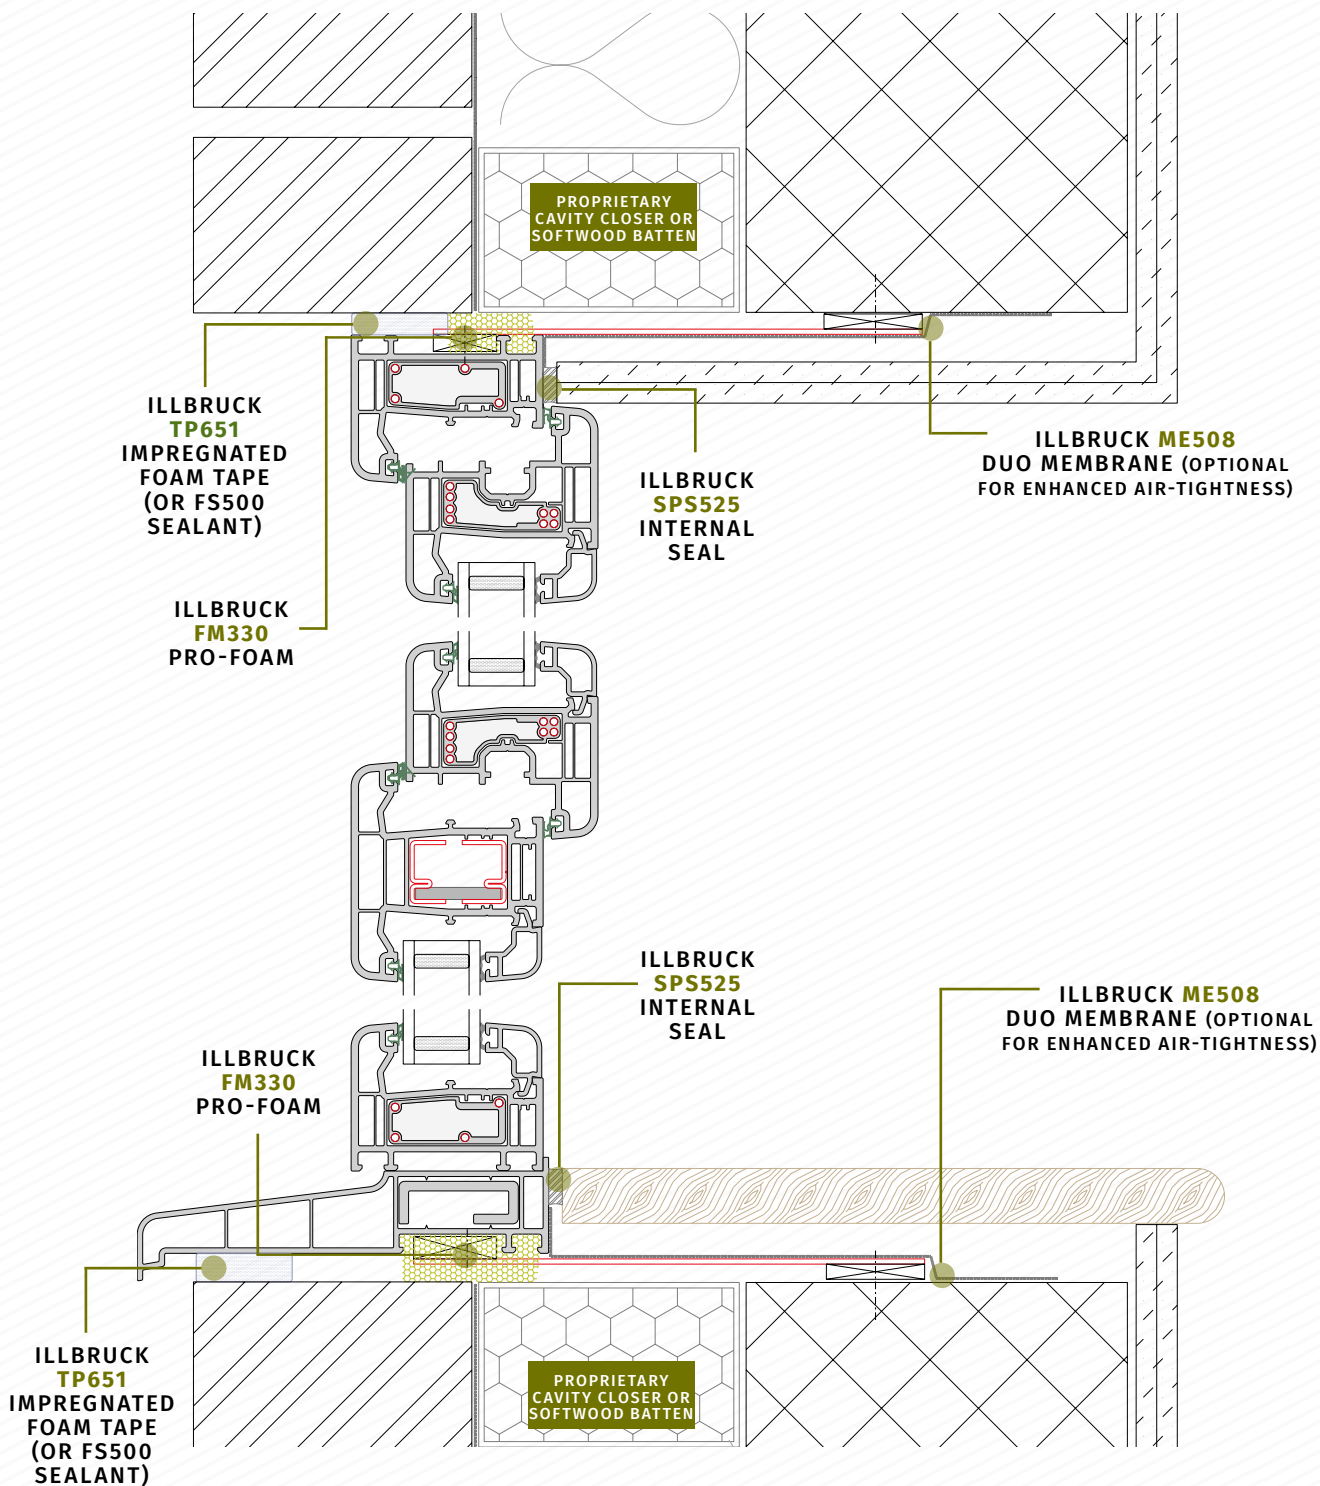 PROPRIETARY
CAVITY CLOSER OR
SOFTWOOD BATTEN
ILLBRUCK
TP651
IMPREGNATED
FOAM TAPE
(OR FS500
SEALANT)
ILLBRUCK ME508
DUO MEMBRANE (OPTIONAL
FOR ENHANCED AIR-TIGHTNESS)
ILLBRUCK
SPS525
INTERNAL
SEAL
ILLBRUCK
FM330
PRO-FOAM
ILLBRUCK
SPS525
INTERNAL
SEAL
ILLBRUCK ME508
DUO MEMBRANE (OPTIONAL
FOR ENHANCED AIR-TIGHTNESS)
ILLBRUCK
FM330
PRO-FOAM
ILLBRUCK
TP651
IMPREGNATED
FOAM TAPE
(OR FS500
SEALANT)
PROPRIETARY
CAVITY CLOSER OR
SOFTWOOD BATTEN